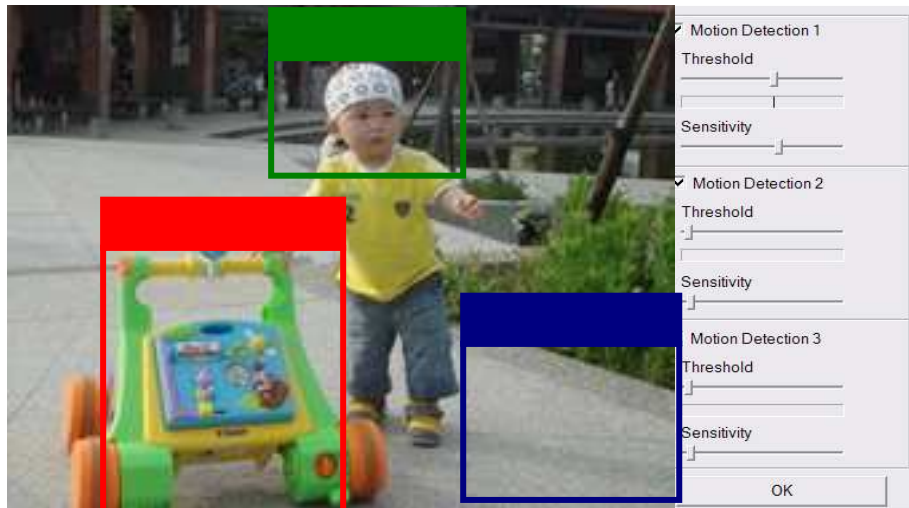 Motion Detection 1
Threshold
Sensitivity
Motion Detection 2
Threshold
Sensitivity
Motion Detection 3
Threshold
Sensitivity
OK